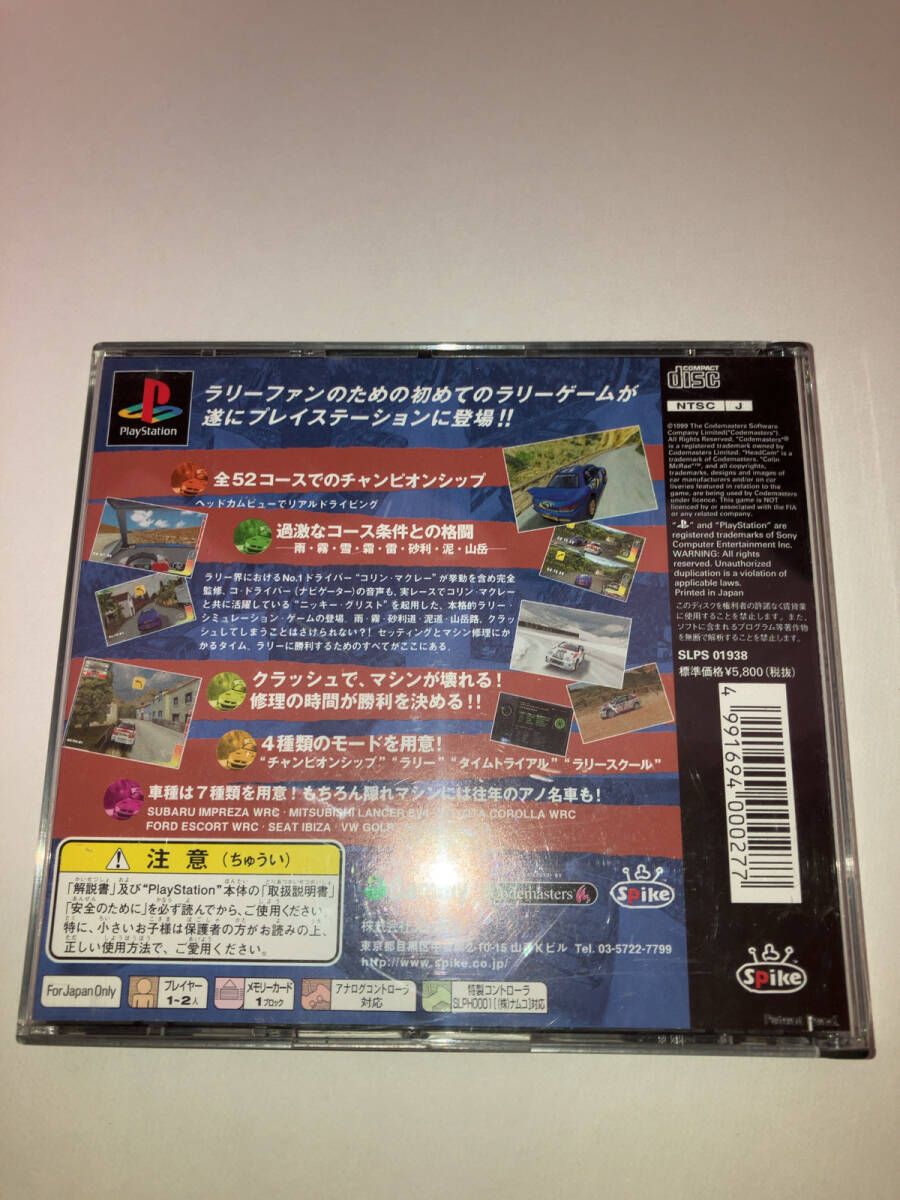 PlayStation
ラリーファンのための初めてのラリーゲームが
遂にプレイステーションに登場!!
全52コースでのチャンピオンシップ
ヘッドカムビューでリアルドライビング
過激なコース条件との格闘
雨・霧・雪・霜・雷・砂利・泥・山岳
ラリー界におけるNo.1ドライバー“コリン・マクレー”が挙動を含め完全
監修、コ・ドライバー（ナビゲーター）の音声も、実レースでコリン・マクレー
と共に活躍している“ニッキー・グリスト”を起用した、本格的ラリー・
シミュレーション・ゲームの登場。雨・霧・砂利道・泥道・山岳路、クラッ
シュしてしまうことはさけられない?! セッティングとマシン修理にか
かるタイム、ラリーに勝利するためのすべてがここにある。
クラッシュで、マシンが壊れる!
修理の時間が勝利を決める!!
4種類のモードを用意!
“チャンピオンシップ” “ラリー” “タイムトライアル” “ラリースクール”
車種は7種類を用意!もちろん隠れマシンには往年のアノ名車も!
SUBARU IMPREZA WRC・MITSUBISHI LANCER COROLLA WRC
FORD ESCORT WRC・SEAT IBIZA・VW GOLF
注意(ちゅうい)
「解説書」及び“PlayStation”本体の「取扱説明書」
「安全のために」を必ず読んでから、ご使用ください。
特に、小さいお子様は保護者の方がお読みの上、
正しい使用方法で、ご愛用ください。
codemasters
Spike
株式会社
東京都目黒区 2-10-15 Kビル Tel. 03-5722-7799
http://www.spike.co.jp/
For Japan Only
プレイヤー
1~2人
メモリーカード
1ブロック
アナログコントローラ
対応
特製コントローラ
SLPH00011(㈱ナムコ)対応
COMPACT
disc
NTSC J
©1999 The Codemasters Software
Company Limited("Codemasters").
All Rights Reserved. "Codemasters"®
is a registered trademark owned by
Codemasters Limited. "HeadCam" is a
trademark of Codemasters. "Colin
McRae"™, and all copyrights,
trademarks, designs and images of
car manufacturers and/or on car
liveries featured in relation to the
game, are being used by Codemasters
under licence. This game is NOT
licenced by or associated with the FIA
or any related company.
" " and "PlayStation" are
registered trademarks of Sony
Computer Entertainment Inc.
WARNING: All rights
reserved. Unauthorized
duplication is a violation of
applicable laws.
Printed in Japan
このディスクを権利者の許諾なく賃貸業
に使用することを禁止します。また、
ソフトに含まれるプログラム等著作物
を無断で解析することを禁止します。
SLPS 01938
標準価格¥5,800(税抜)
4 991694 000277
Spike